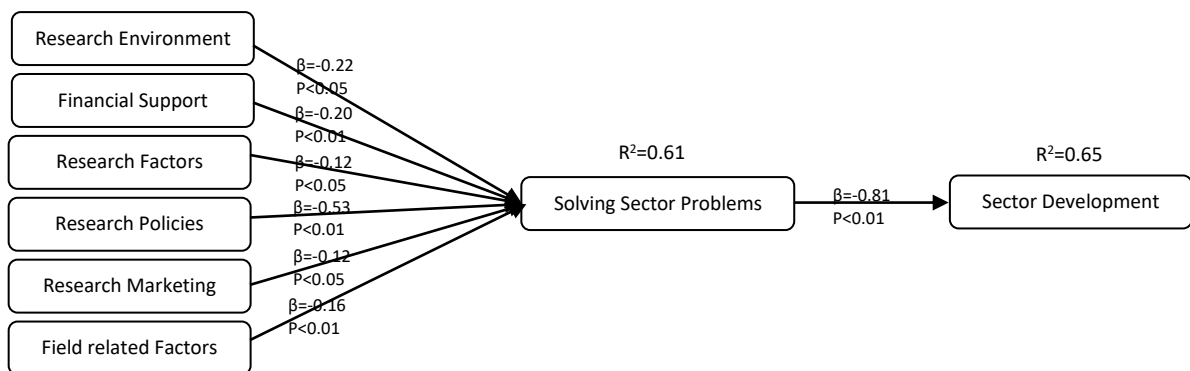 Research Environment
β=-0.22
P<0.05
Financial Support
β=-0.20
P<0.01
Research Factors
β=-0.12
P<0.05
Research Policies
β=-0.53
P<0.01
Research Marketing
β=-0.12
P<0.05
Field related Factors
β=-0.16
P<0.01
R²=0.61
Solving Sector Problems
β=-0.81
P<0.01
R²=0.65
Sector Development